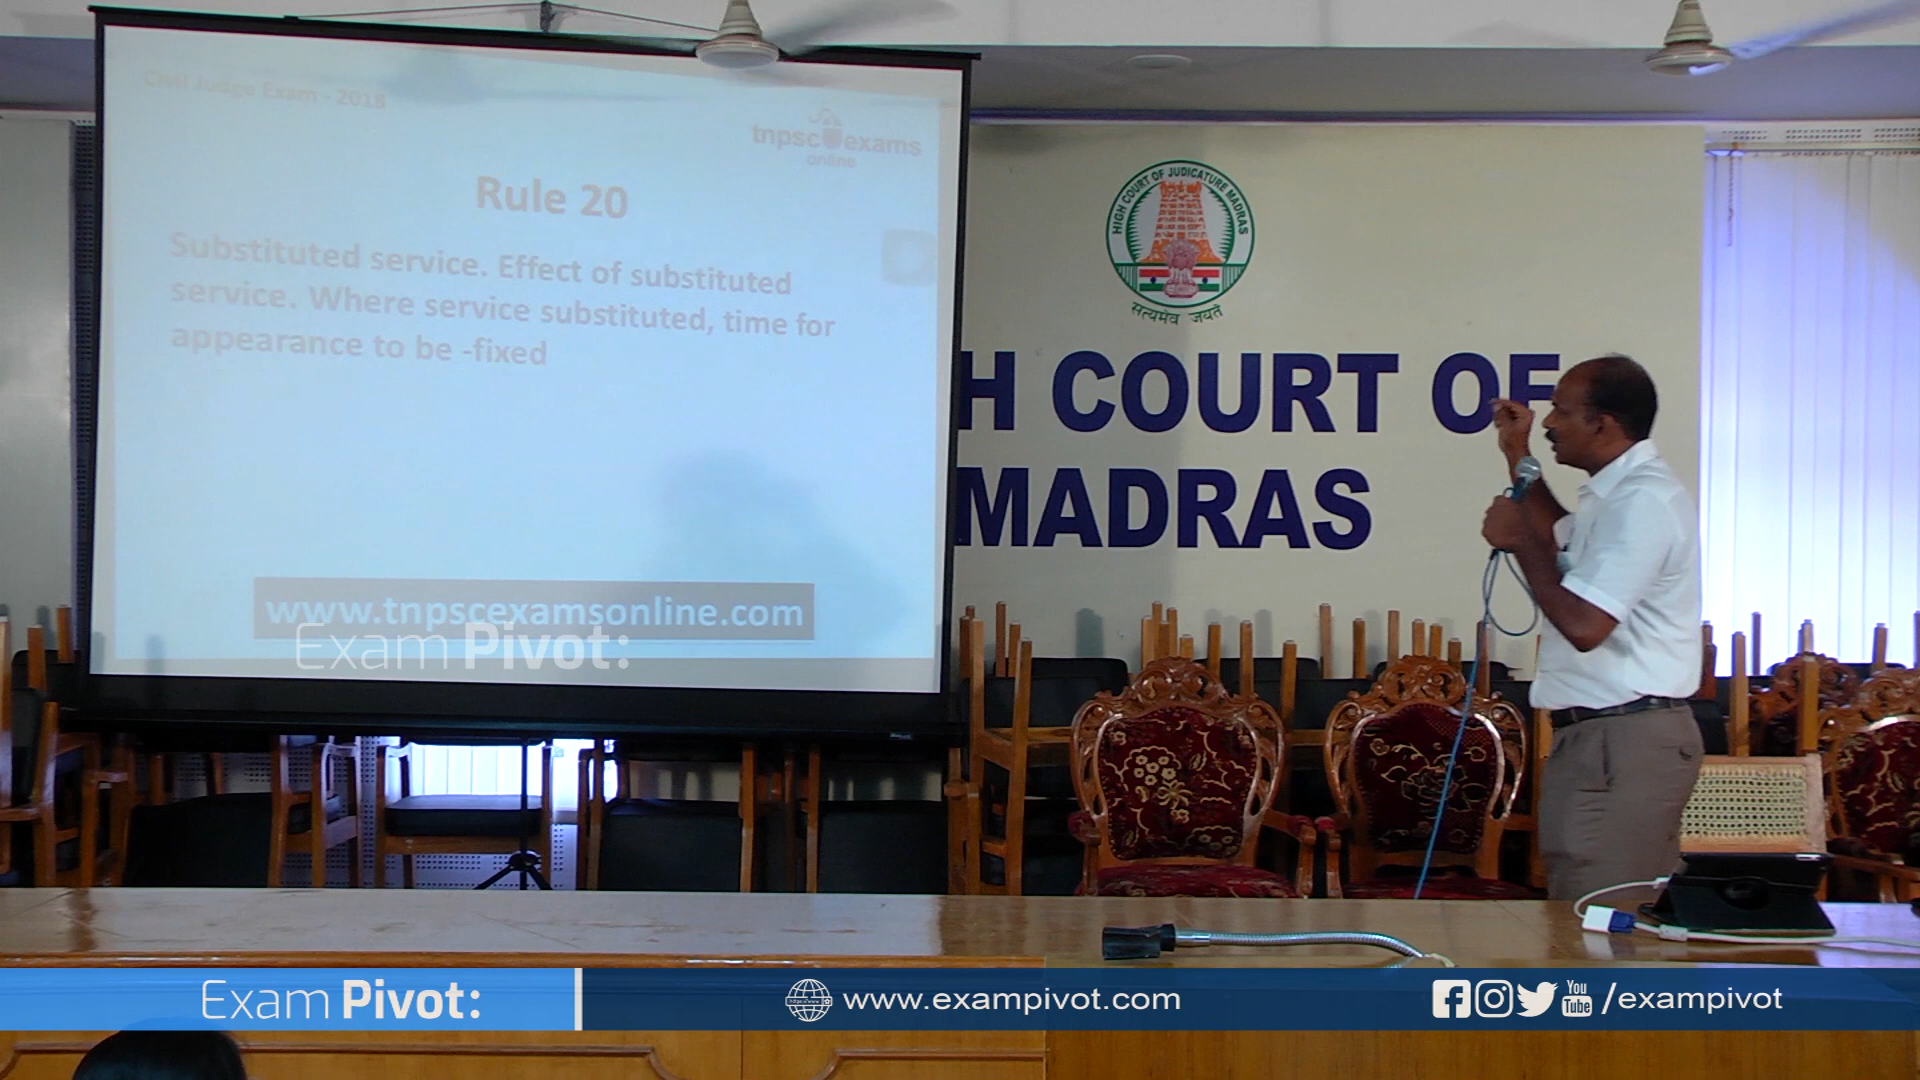 Civil Judge Exam - 2018
tnpsc exams
online
Rule 20
Substituted service. Effect of substituted
service. Where service substituted, time for
appearance to be -fixed
www.tnpscexamsonline.com
Exam Pivot:
HIGH COURT OF JUDICATURE MADRAS
सत्यमेव जयते
H COURT OF
MADRAS
Exam Pivot:
www.exampivot.com
You
Tube
/exampivot